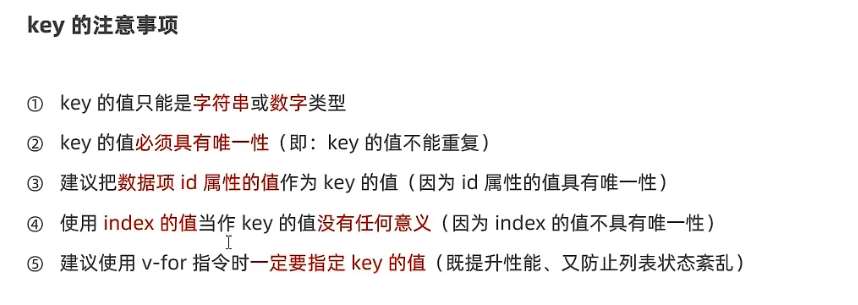 key 的注意事项
① key 的值只能是字符串或数字类型
② key 的值必须具有唯一性（即：key 的值不能重复）
③ 建议把数据项 id 属性的值作为 key 的值（因为 id 属性的值具有唯一性）
④ 使用 index 的值当作 key 的值没有任何意义（因为 index 的值不具有唯一性）
⑤ 建议使用 v-for 指令时一定要指定 key 的值（既提升性能、又防止列表状态紊乱）